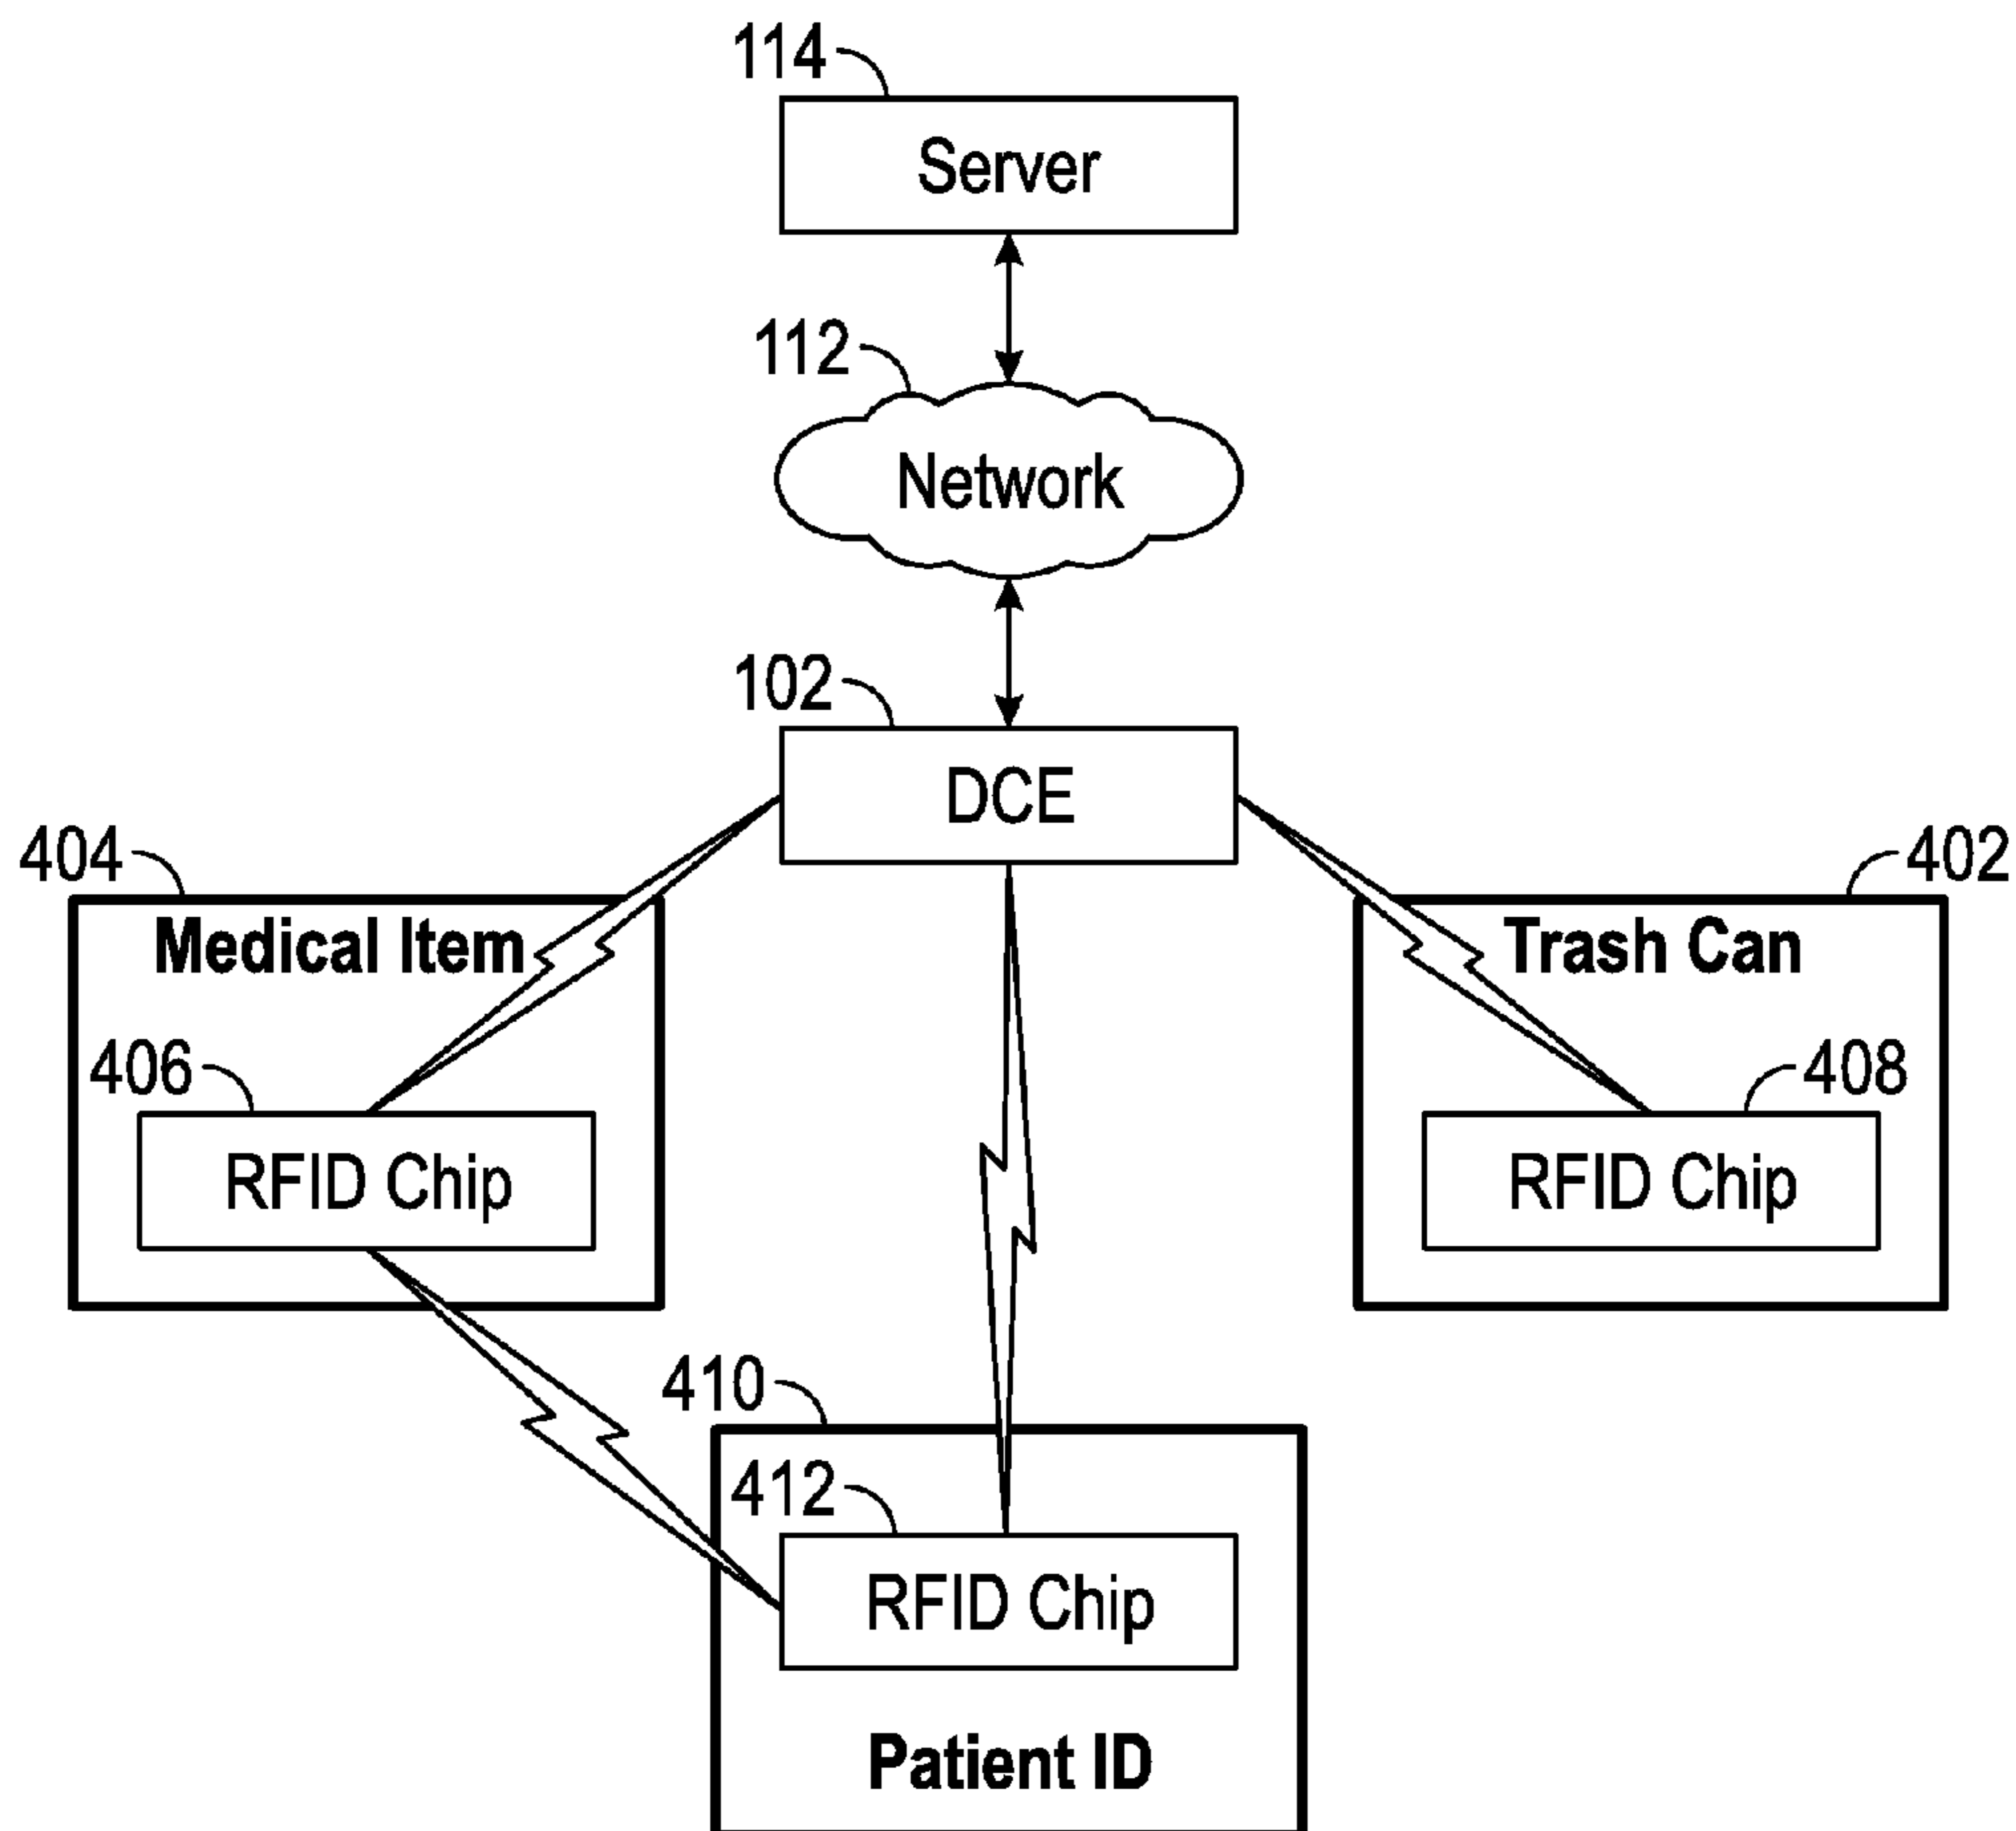 114
Server
112
Network
102
DCE
404
402
Medical Item
Trash Can
406
408
RFID Chip
RFID Chip
410
412
RFID Chip
Patient ID